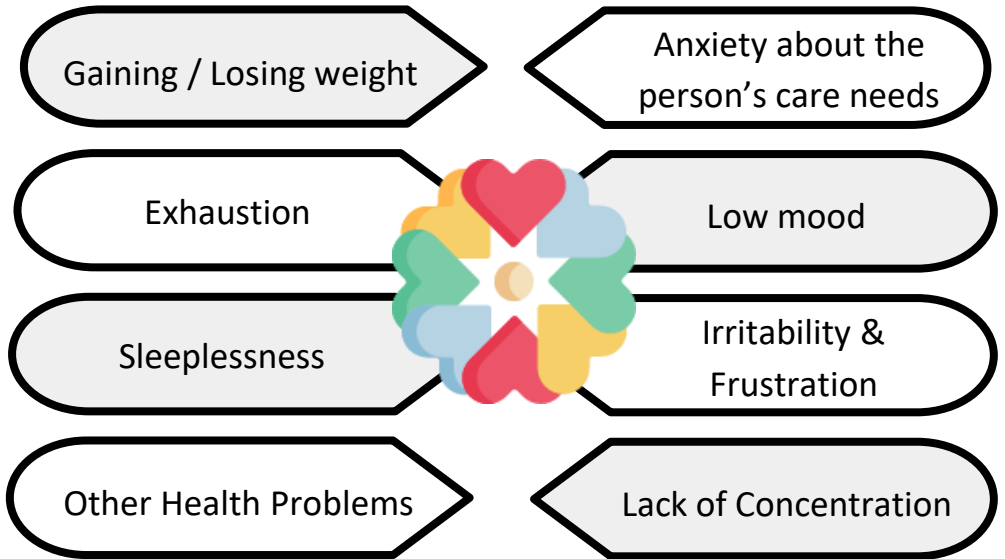 Gaining / Losing weight
Anxiety about the
person’s care needs
Exhaustion
Low mood
Sleeplessness
Irritability &
Frustration
Other Health Problems
Lack of Concentration